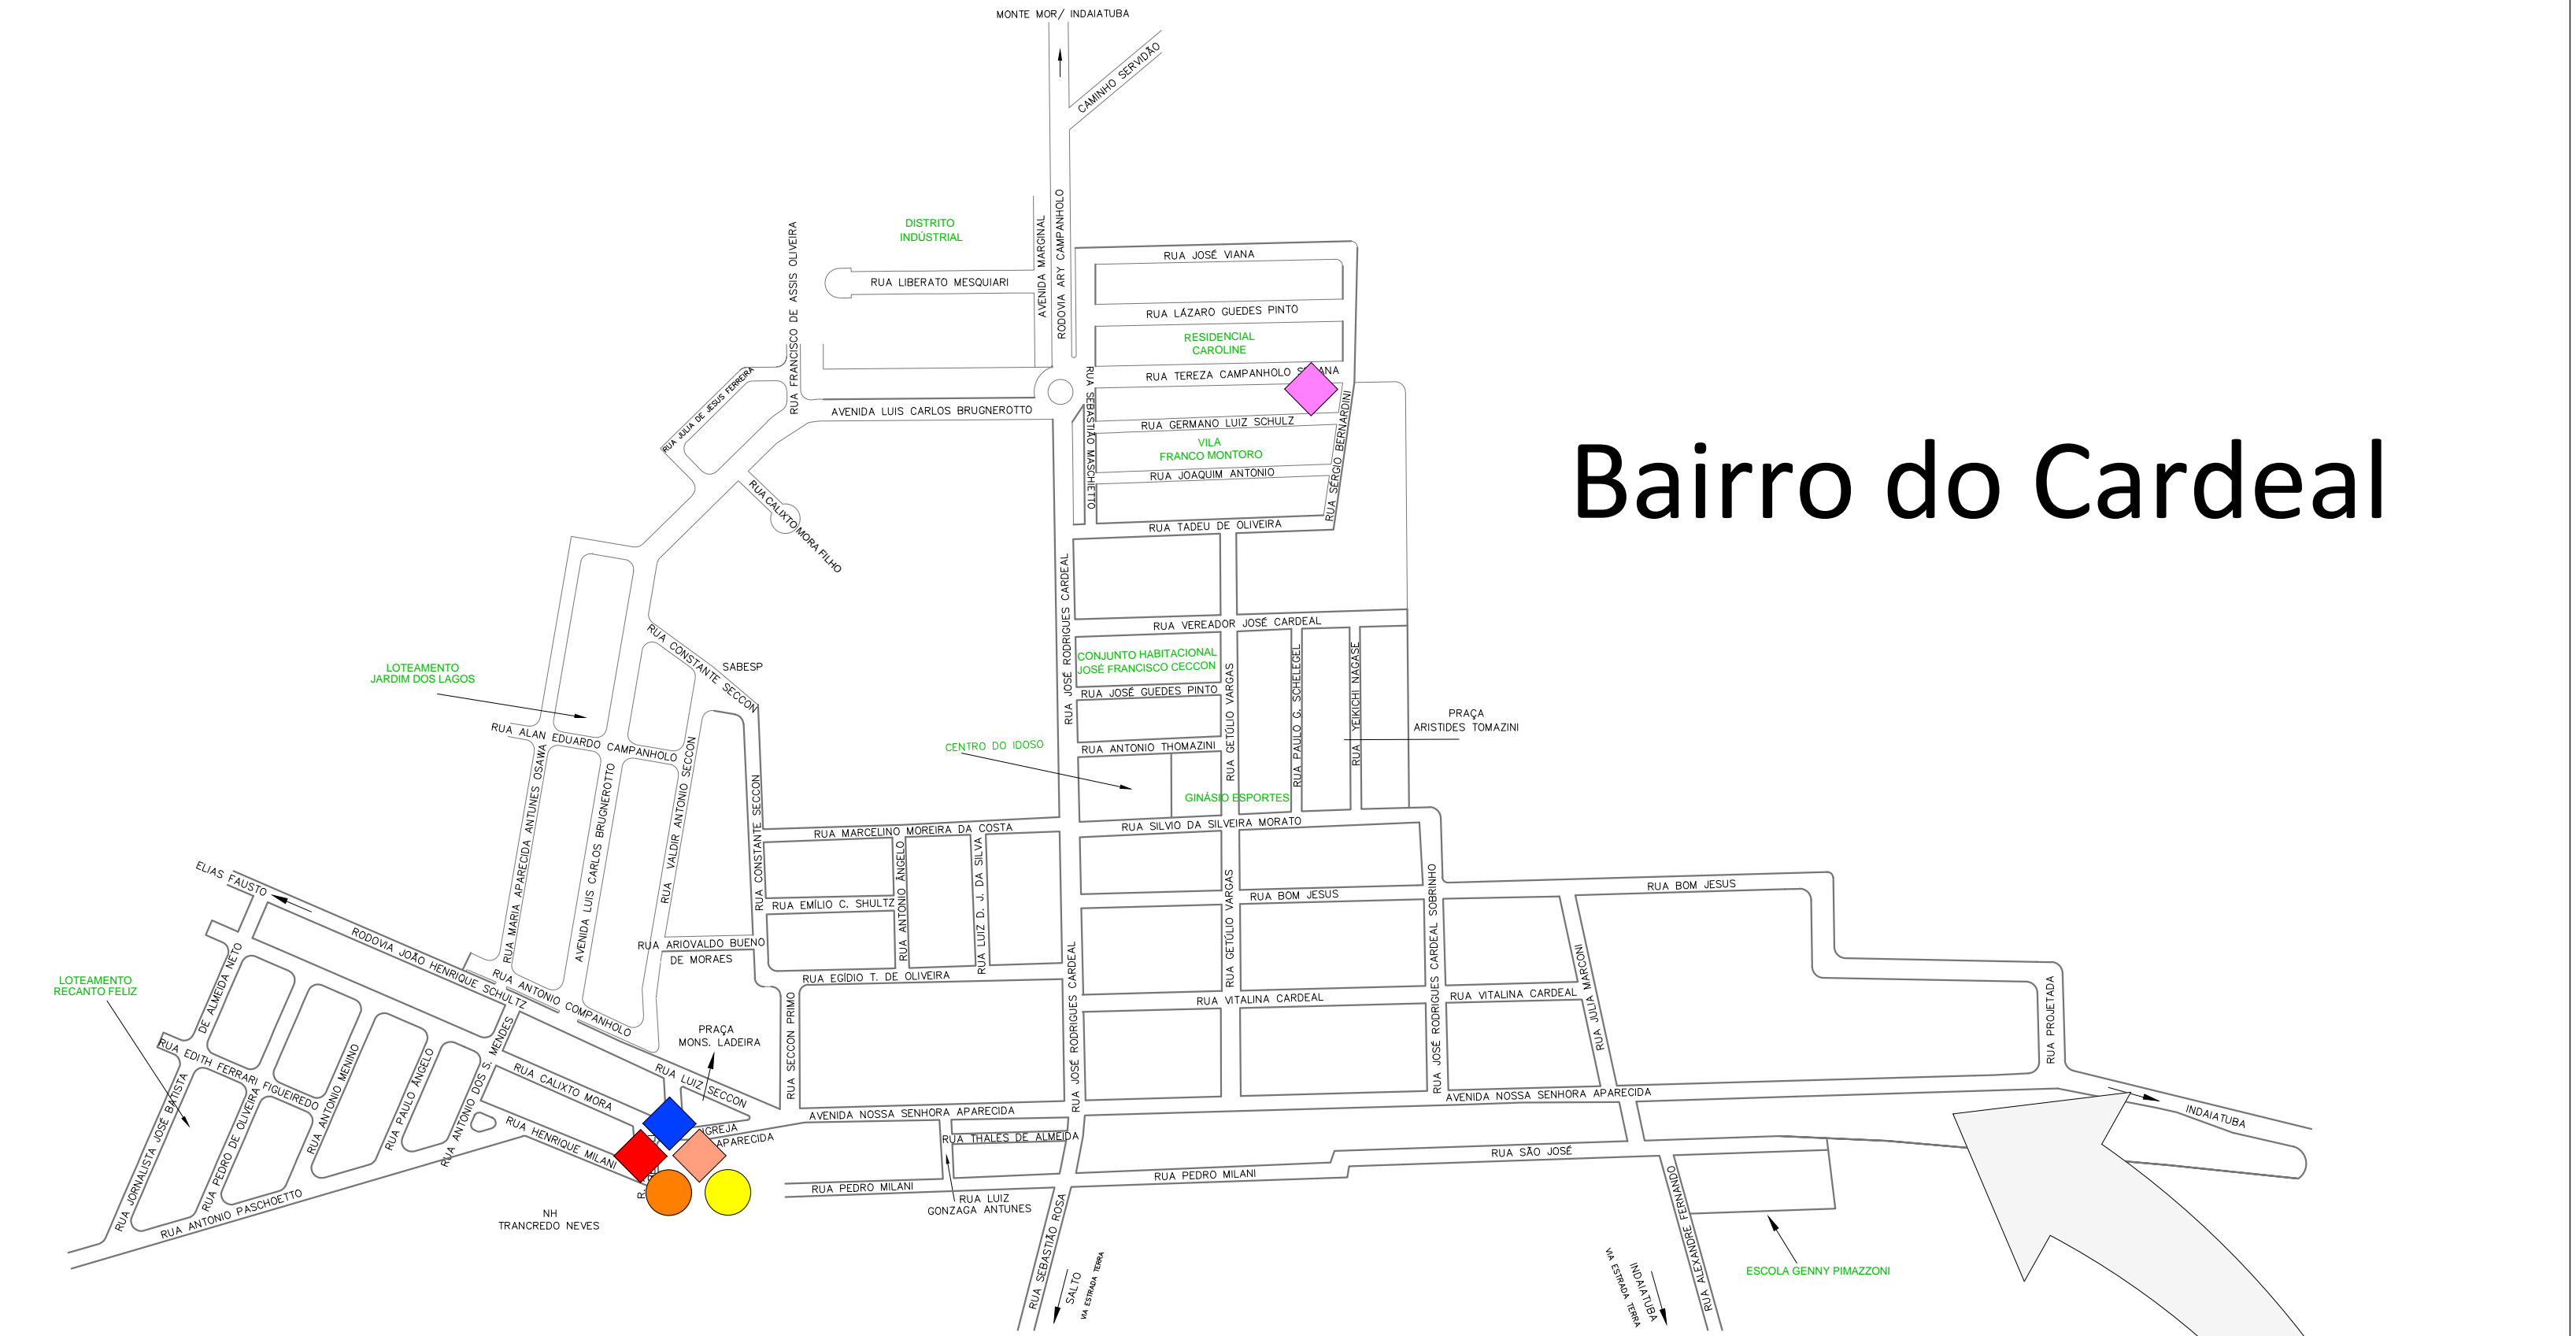 MONTE MOR/ INDAIATUBA
CAMINHO SERVIDÃO
DISTRITO
INDÚSTRIAL
RUA FRANCISCO DE ASSIS OLIVEIRA
RUA LIBERATO MESQUIARI
AVENIDA MARGINAL
RODOVIA ARY CAMPANHOLO
RUA JOSÉ VIANA
RUA LÁZARO GUEDES PINTO
RESIDENCIAL
CAROLINE
RUA TEREZA CAMPANHOLO
RUA JULIA DE JESUS FERREIRA
AVENIDA LUIS CARLOS BRUGNEROTTO
RUA SEBASTIÃO MASCHIETTO
RUA GERMANO LUIZ SCHULZ
VILA
FRANCO MONTORO
RUA JOAQUIM ANTONIO
RUA SÉRGIO BERNARDINI
RUA TADEU DE OLIVEIRA
Bairro do Cardeal
RUA CALIXTO MORA FILHO
RUA JOSÉ RODRIGUES CARDEAL
RUA VEREADOR JOSÉ CARDEAL
RUA CONSTANTE SECCON
SABESP
CONJUNTO HABITACIONAL
JOSÉ FRANCISCO CECCON
RUA JOSÉ GUEDES PINTO
RUA GETÚLIO VARGAS
RUA PAULO G. SCHELEGEL
RUA YEIKICHI NAGASE
PRAÇA
ARISTIDES TOMAZINI
LOTEAMENTO
JARDIM DOS LAGOS
RUA ALAN EDUARDO CAMPANHOLO
CENTRO DO IDOSO
RUA ANTONIO THOMAZINI
GINÁSIO ESPORTES
RUA MARIA APARECIDA ANTUNES OSAWA
AVENIDA LUIS CARLOS BRUGNEROTTO
RUA VALDIR ANTONIO SECCON
RUA CONSTANTE SECCON
RUA MARCELINO MOREIRA DA COSTA
RUA SILVIO DA SILVEIRA MORATO
RUA ANTONIO ÂNGELO
RUA LUIZ D. J. DA SILVA
RUA EMÍLIO C. SHULTZ
RUA GETÚLIO VARGAS
RUA BOM JESUS
RUA JOSÉ RODRIGUES CARDEAL SOBRINHO
RUA BOM JESUS
ELIAS FAUSTO
RODOVIA JOÃO HENRIQUE SCHULTZ
RUA ARIOVALDO BUENO
DE MORAES
RUA EGÍDIO T. DE OLIVEIRA
RUA JOSÉ RODRIGUES CARDEAL
RUA VITALINA CARDEAL
RUA VITALINA CARDEAL
RUA JULIA MARCONI
RUA PROJETADA
LOTEAMENTO
RECANTO FELIZ
DE ALMEIDA NETO
RUA ANTONIO COMPANHOLO
RUA SECCON PRIMO
PRAÇA
MONS. LADEIRA
RUA EDITH FERRARI FIGUEIREDO
RUA JORNALISTA JOSÉ BATISTA
RUA PEDRO DE OLIVEIRA
RUA ANTONIO MENINO
RUA PAULO ÂNGELO
RUA ANTONIO DOS S. MENDES
RUA CALIXTO MORA
RUA LUIZ SECCON
RUA HENRIQUE MILANI
IGREJA
APARECIDA
AVENIDA NOSSA SENHORA APARECIDA
AVENIDA NOSSA SENHORA APARECIDA
INDAIATUBA
RUA THALES DE ALMEIDA
RUA PEDRO MILANI
RUA PEDRO MILANI
RUA SÃO JOSÉ
RUA LUIZ
GONZAGA ANTUNES
RUA ANTONIO PASCHOETTO
NH
TRANCREDO NEVES
RUA SEBASTIÃO ROSA
SALTO
VIA ESTRADA TERRA
INDAIATUBA
VIA ESTRADA TERRA
RUA ALEXANDRE FERNANDO
ESCOLA GENNY PIMAZZONI